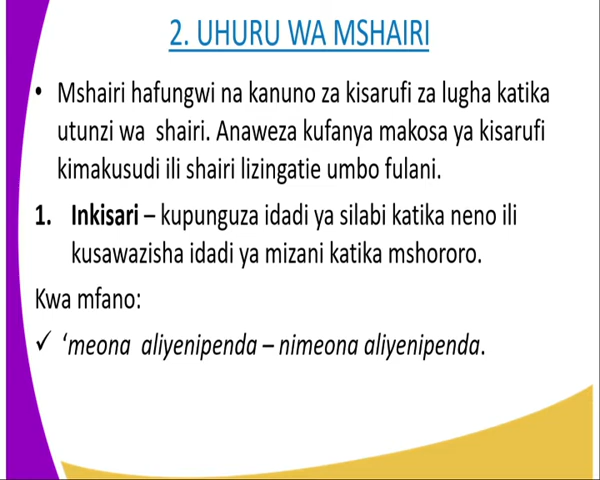 2. UHURU WA MSHAIRI
• Mshairi hafungwi na kanuno za kisarufi za lugha katika
utunzi wa shairi. Anaweza kufanya makosa ya kisarufi
kimakusudi ili shairi lizingatie umbo fulani.
1. Inkisari – kupunguza idadi ya silabi katika neno ili
kusawazisha idadi ya mizani katika mshororo.
Kwa mfano:
✓ ‘meona aliyenipenda – nimeona aliyenipenda.